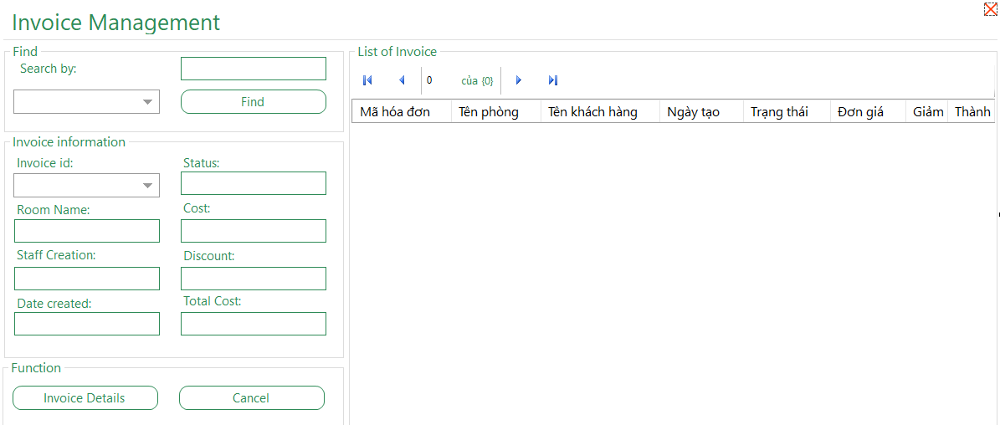 Invoice Management
Find
Search by:
Find
Invoice information
Invoice id:
Status:
Room Name:
Cost:
Staff Creation:
Discount:
Date created:
Total Cost:
Function
Invoice Details
Cancel
List of Invoice
0 của {0}
Mã hóa đơn Tên phòng Tên khách hàng Ngày tạo Trạng thái Đơn giá Giảm Thành